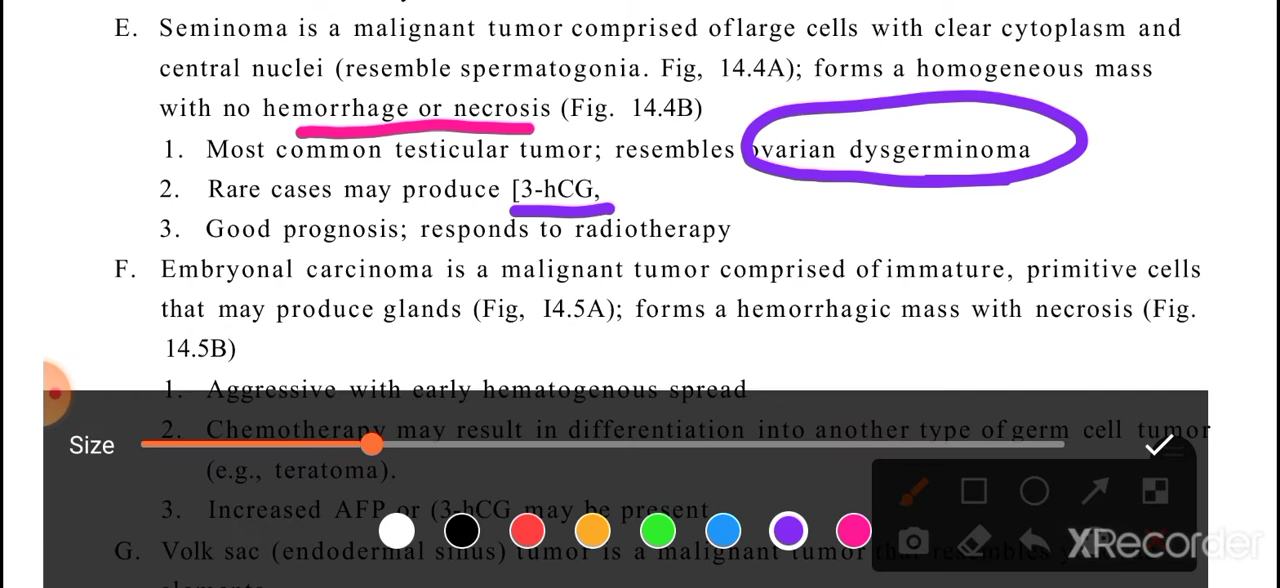 E. Seminoma is a malignant tumor comprised oflarge cells with clear cytoplasm and
central nuclei (resemble spermatogonia. Fig, 14.4A); forms a homogeneous mass
with no hemorrhage or necrosis (Fig. 14.4B)
1. Most common testicular tumor; resembles ovarian dysgerminoma
2. Rare cases may produce [3-hCG,
3. Good prognosis; responds to radiotherapy
F. Embryonal carcinoma is a malignant tumor comprised ofimmature, primitive cells
that may produce glands (Fig, I4.5A); forms a hemorrhagic mass with necrosis (Fig.
14.5B)
1. Aggressive with early hematogenous spread
2. Chemotherapy may result in differentiation into another type of germ cell tumor
Size
(e.g., teratoma).
3. Increased AFP or (3-hCG may be present
XRecorder
G. Volk sac (endodermal sinus) tumor is a malignant tumor that